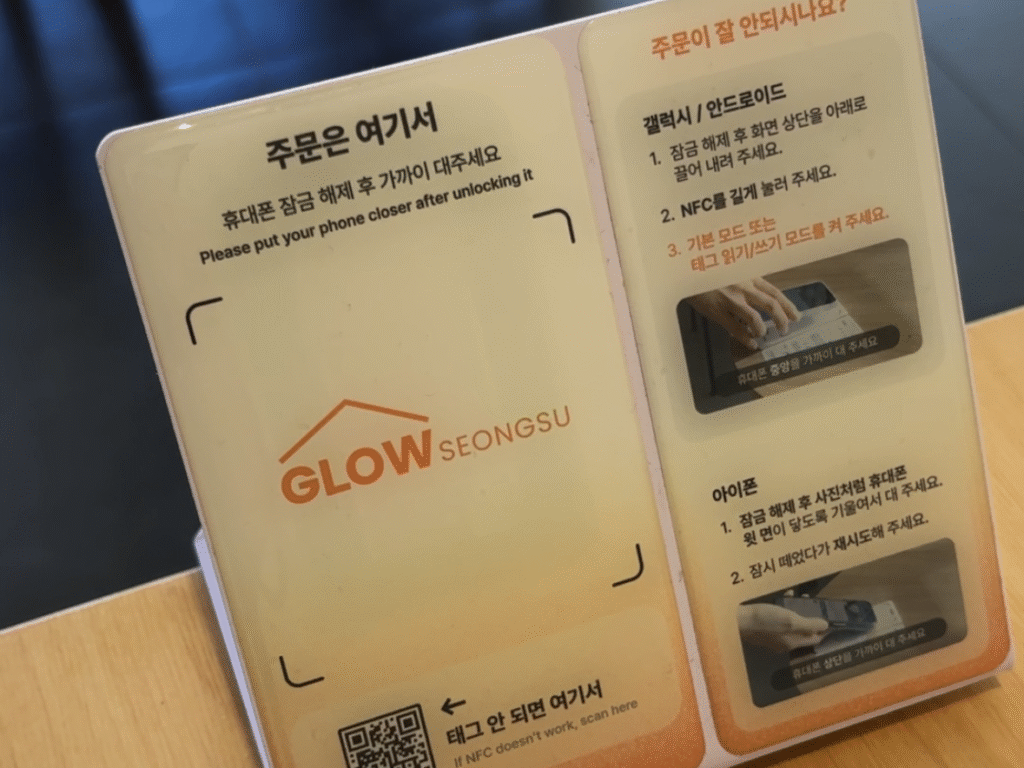 주문은 여기서
휴대폰 잠금 해제 후 가까이 대주세요
Please put your phone closer after unlocking it
GLOW SEONGSU
태그 안 되면 여기서
If NFC doesn't work, scan here
주문이 잘 안되시나요?
갤럭시 / 안드로이드
1. 잠금 해제 후 화면 상단을 아래로
끌어 내려 주세요.
2. NFC를 길게 눌러 주세요.
3. 기본 모드 또는
태그 읽기/쓰기 모드를 켜 주세요.
휴대폰 중앙을 가까이 대 주세요
아이폰
1. 잠금 해제 후 사진처럼 휴대폰
윗 면이 닿도록 기울여서 대 주세요.
2. 잠시 떼었다가 재시도해 주세요.
휴대폰 상단을 가까이 대 주세요